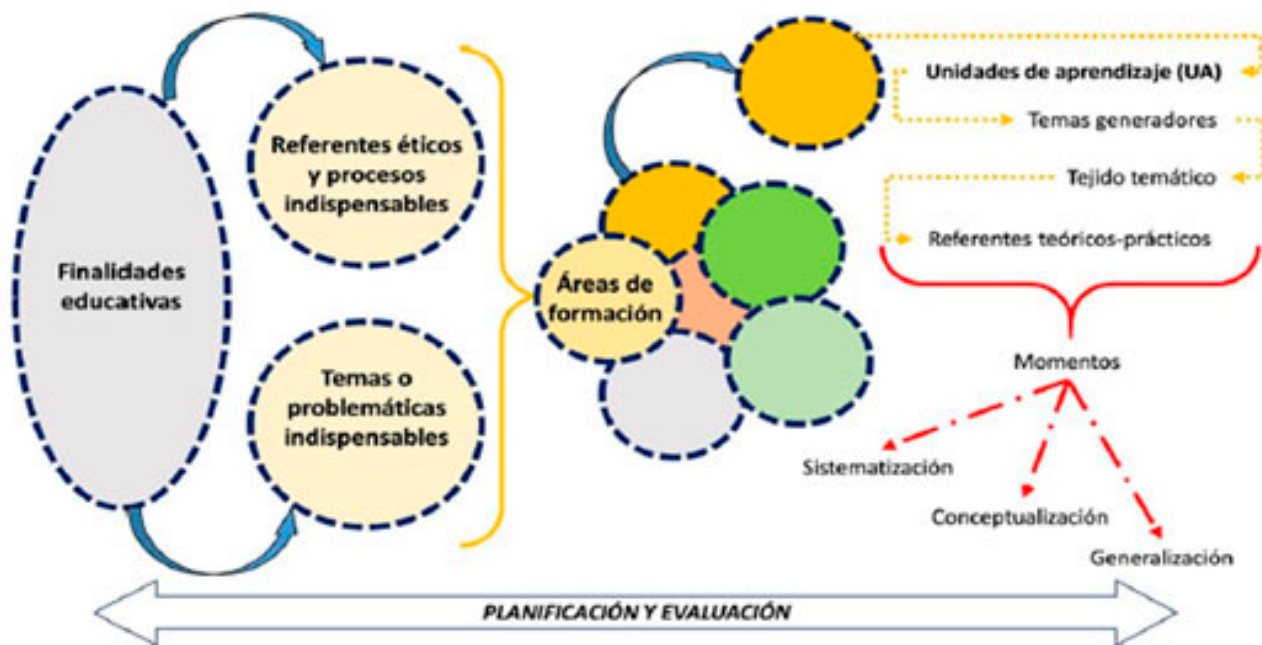 Finalidades
educativas
Referentes éticos
y procesos
indispensables
Temas o
problemáticas
indispensables
Áreas de
formación
Unidades de aprendizaje (UA)
Temas generadores
Tejido temático
Referentes teóricos-prácticos
Momentos
Sistematización
Conceptualización
Generalización
PLANIFICACIÓN Y EVALUACIÓN